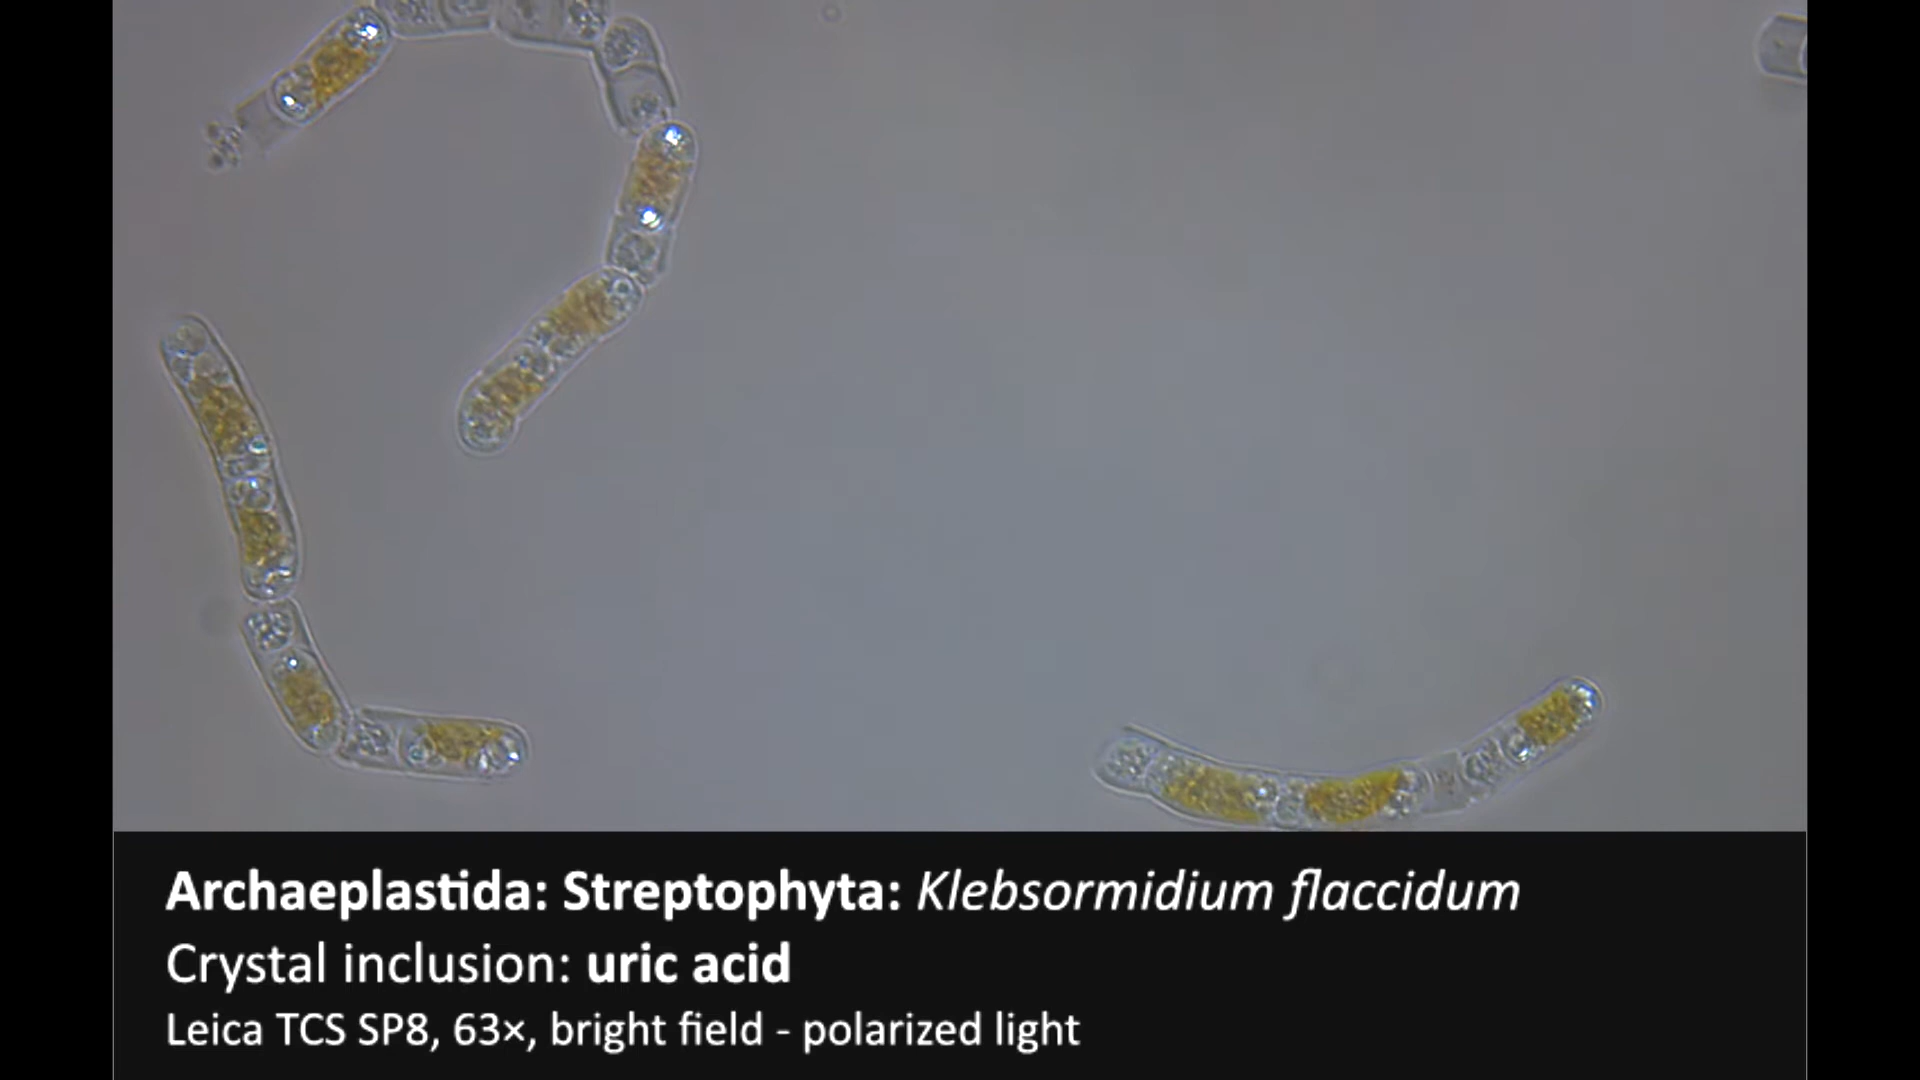 Archaeplastida: Streptophyta: Klebsormidium flaccidum
Crystal inclusion: uric acid
Leica TCS SP8, 63×, bright field - polarized light